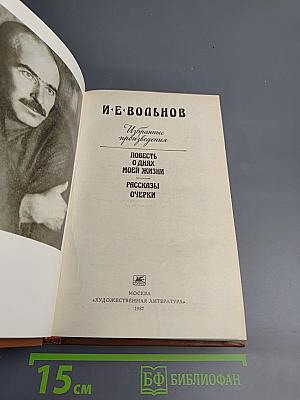 И·Е·ВОЛЬНОВ
Избранные
произведения
ПОВЕСТЬ
О ДНЯХ
МОЕЙ ЖИЗНИ
РАССКАЗЫ
ОЧЕРКИ
МОСКВА
«ХУДОЖЕСТВЕННАЯ ЛИТЕРАТУРА»
1987
15 см
БФ БИБЛИОФАН